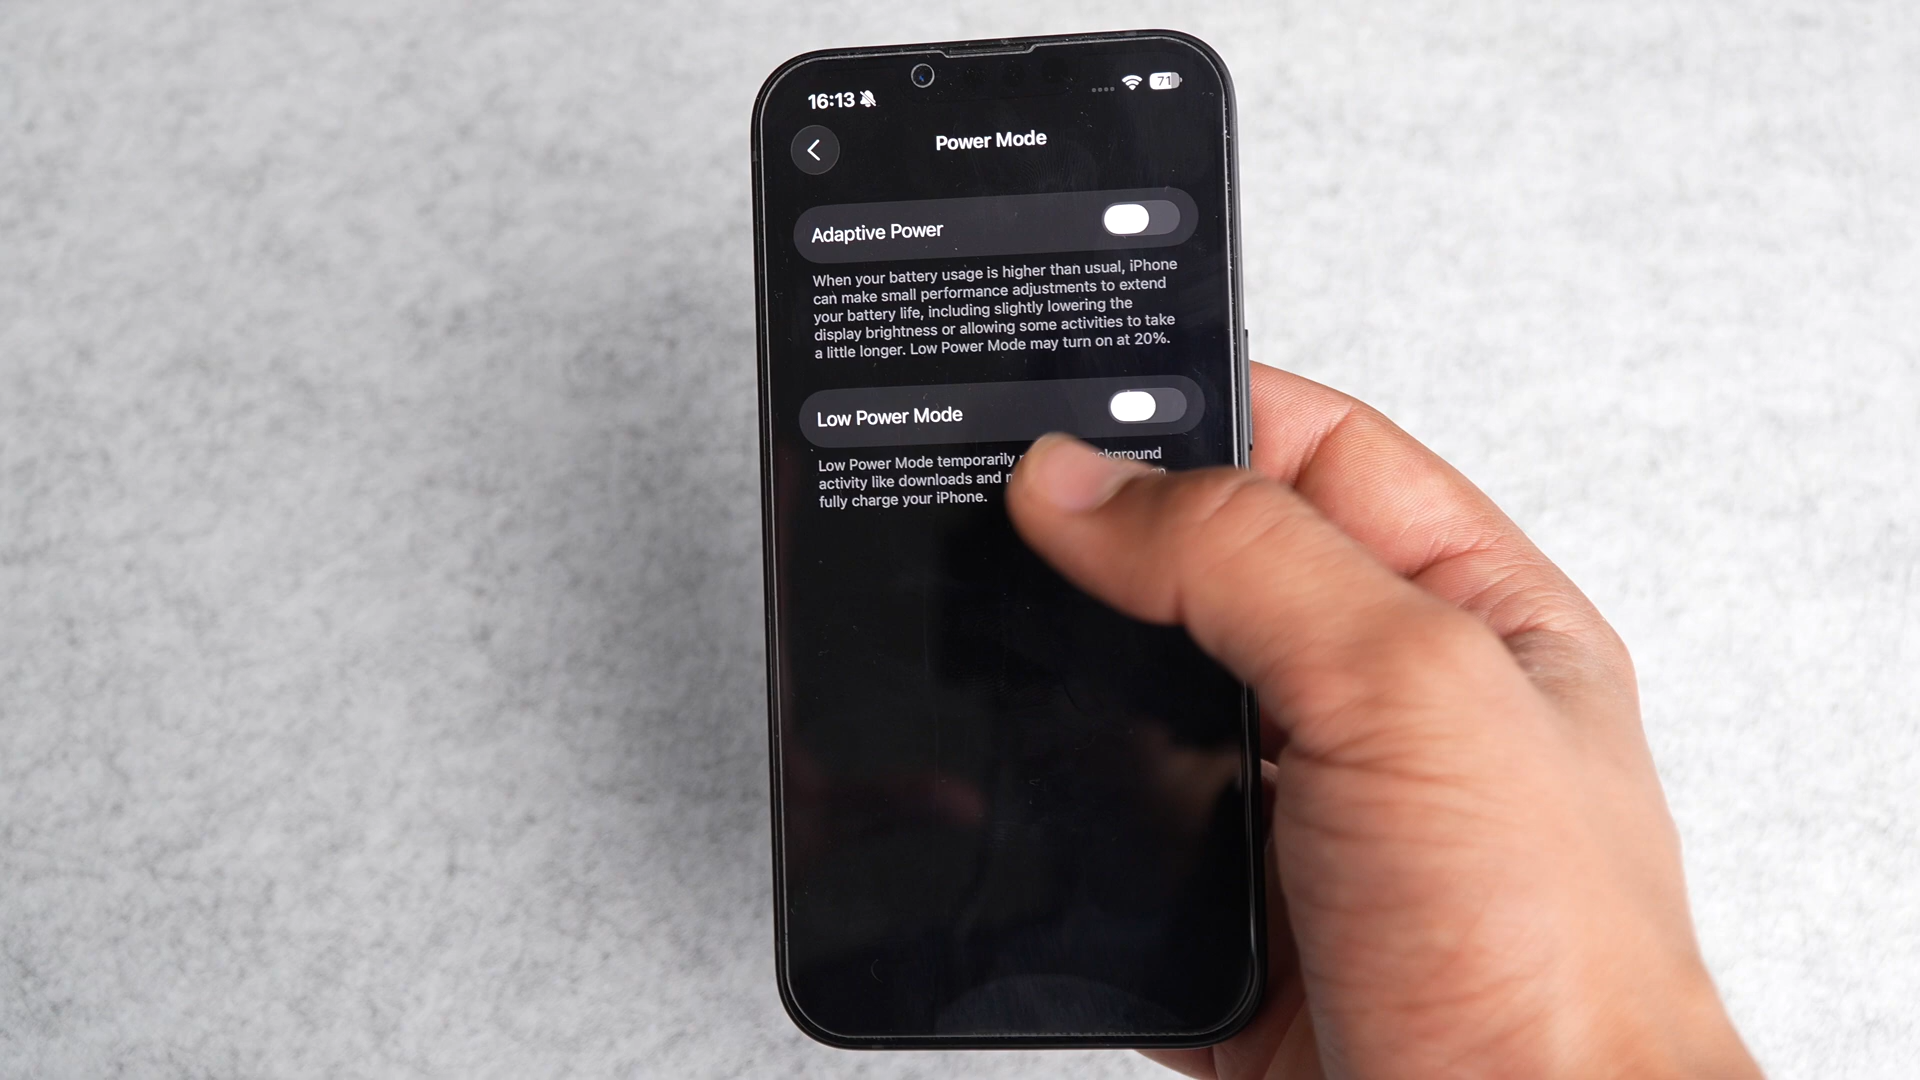 16:13
71
Power Mode
Adaptive Power
When your battery usage is higher than usual, iPhone
can make small performance adjustments to extend
your battery life, including slightly lowering the
display brightness or allowing some activities to take
a little longer. Low Power Mode may turn on at 20%.
Low Power Mode
Low Power Mode temporarily
activity like downloads and
fully charge your iPhone.